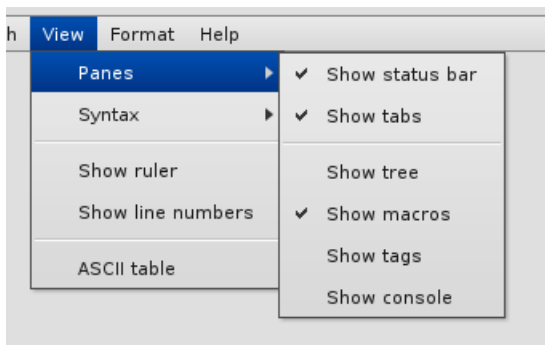 h View Format Help
Panes
Syntax
Show ruler
Show line numbers
ASCII table
Show status bar
Show tabs
Show tree
Show macros
Show tags
Show console